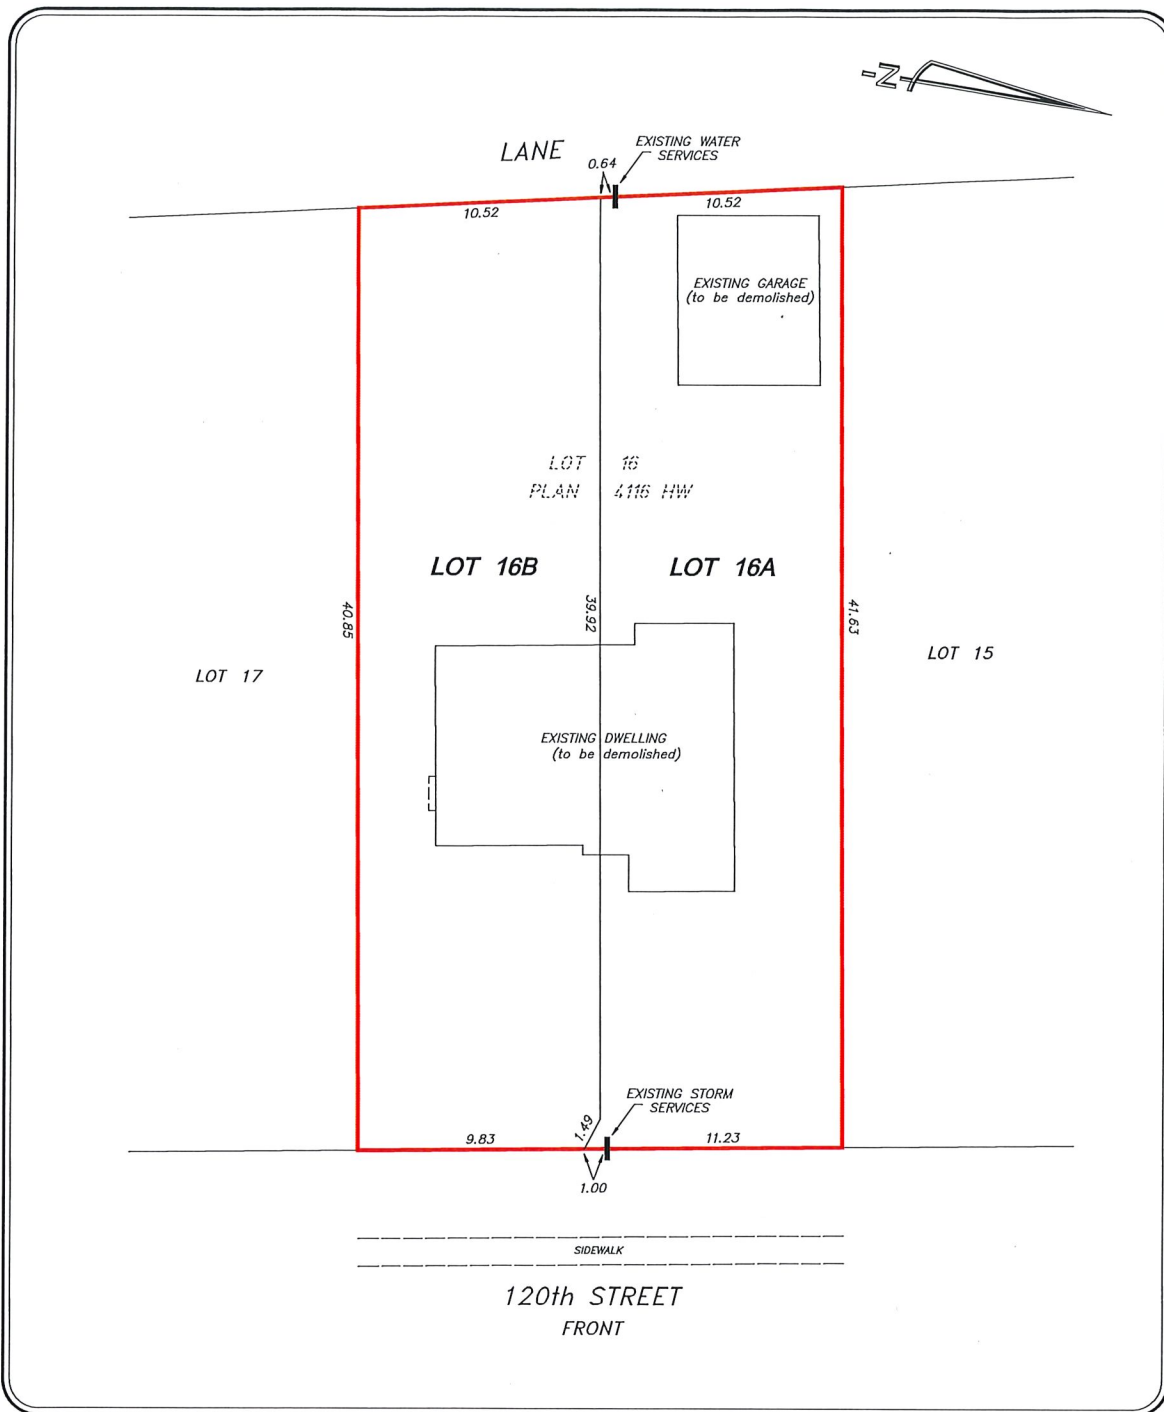 -Z-
LANE
0.64
EXISTING WATER
SERVICES
10.52
10.52
EXISTING GARAGE
(to be demolished)
LOT 16
PLAN 4116 HW
LOT 16B
LOT 16A
40.85
39.92
41.63
LOT 17
LOT 15
EXISTING DWELLING
(to be demolished)
EXISTING STORM
SERVICES
1.49
9.83
11.23
1.00
SIDEWALK
120th STREET
FRONT